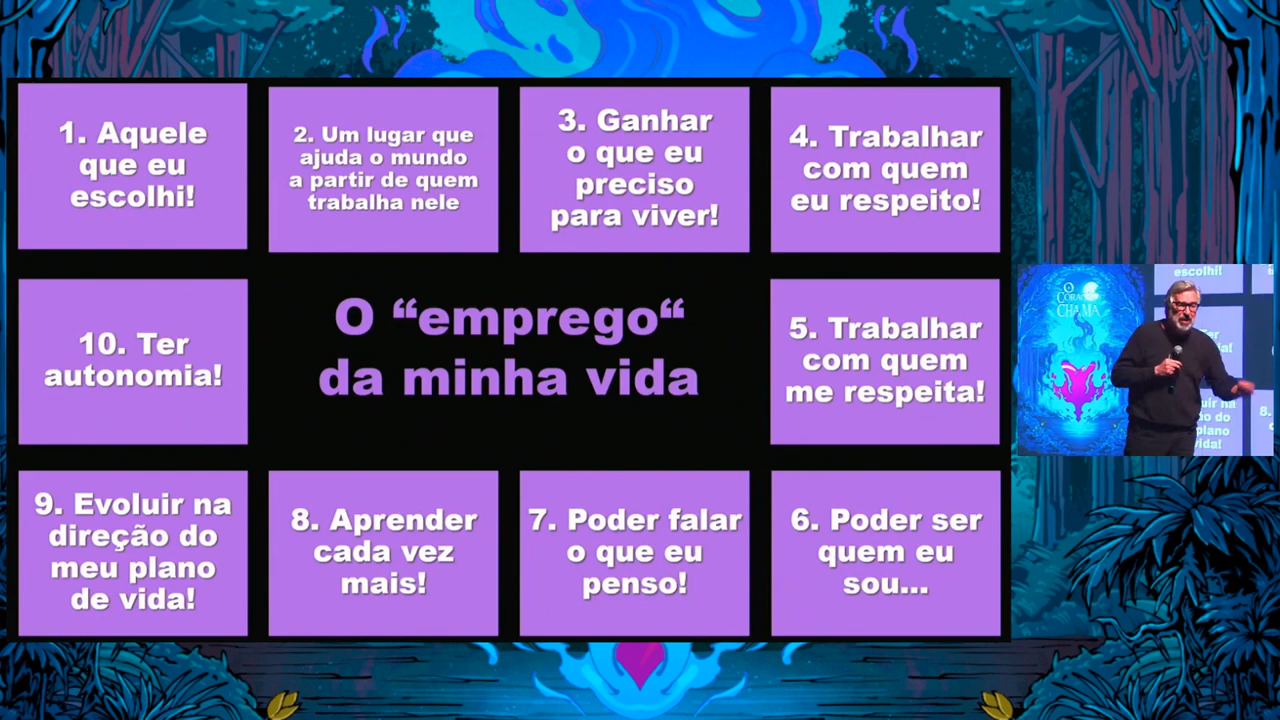 1. Aquele
que eu
escolhi!
2. Um lugar que
ajuda o mundo
a partir de quem
trabalha nele
3. Ganhar
o que eu
preciso
para viver!
4. Trabalhar
com quem
eu respeito!
10. Ter
autonomia!
O “emprego“
da minha vida
5. Trabalhar
com quem
me respeita!
9. Evoluir na
direção do
meu plano
de vida!
8. Aprender
cada vez
mais!
7. Poder falar
o que eu
penso!
6. Poder ser
quem eu
sou...
escolhi!
O
CHAMA
plano
vida!
8.